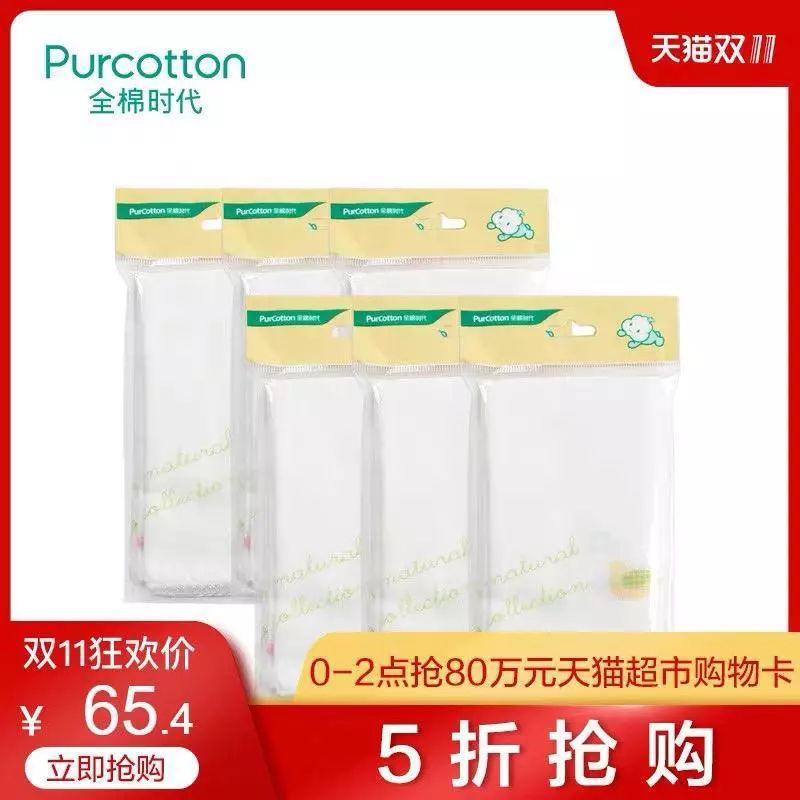 Purcotton
全棉时代
天猫双11
PurCotton 全棉时代
PurCotton 全棉时代
PurCotton 全棉时代
PurCotton 全棉时代
PurCotton 全棉时代
PurCotton 全棉时代
natural
collection
natural
collection
natural
collection
natural
collection
双11狂欢价
¥ 65.4
立即抢购
0-2点抢80万元天猫超市购物卡
5折抢购